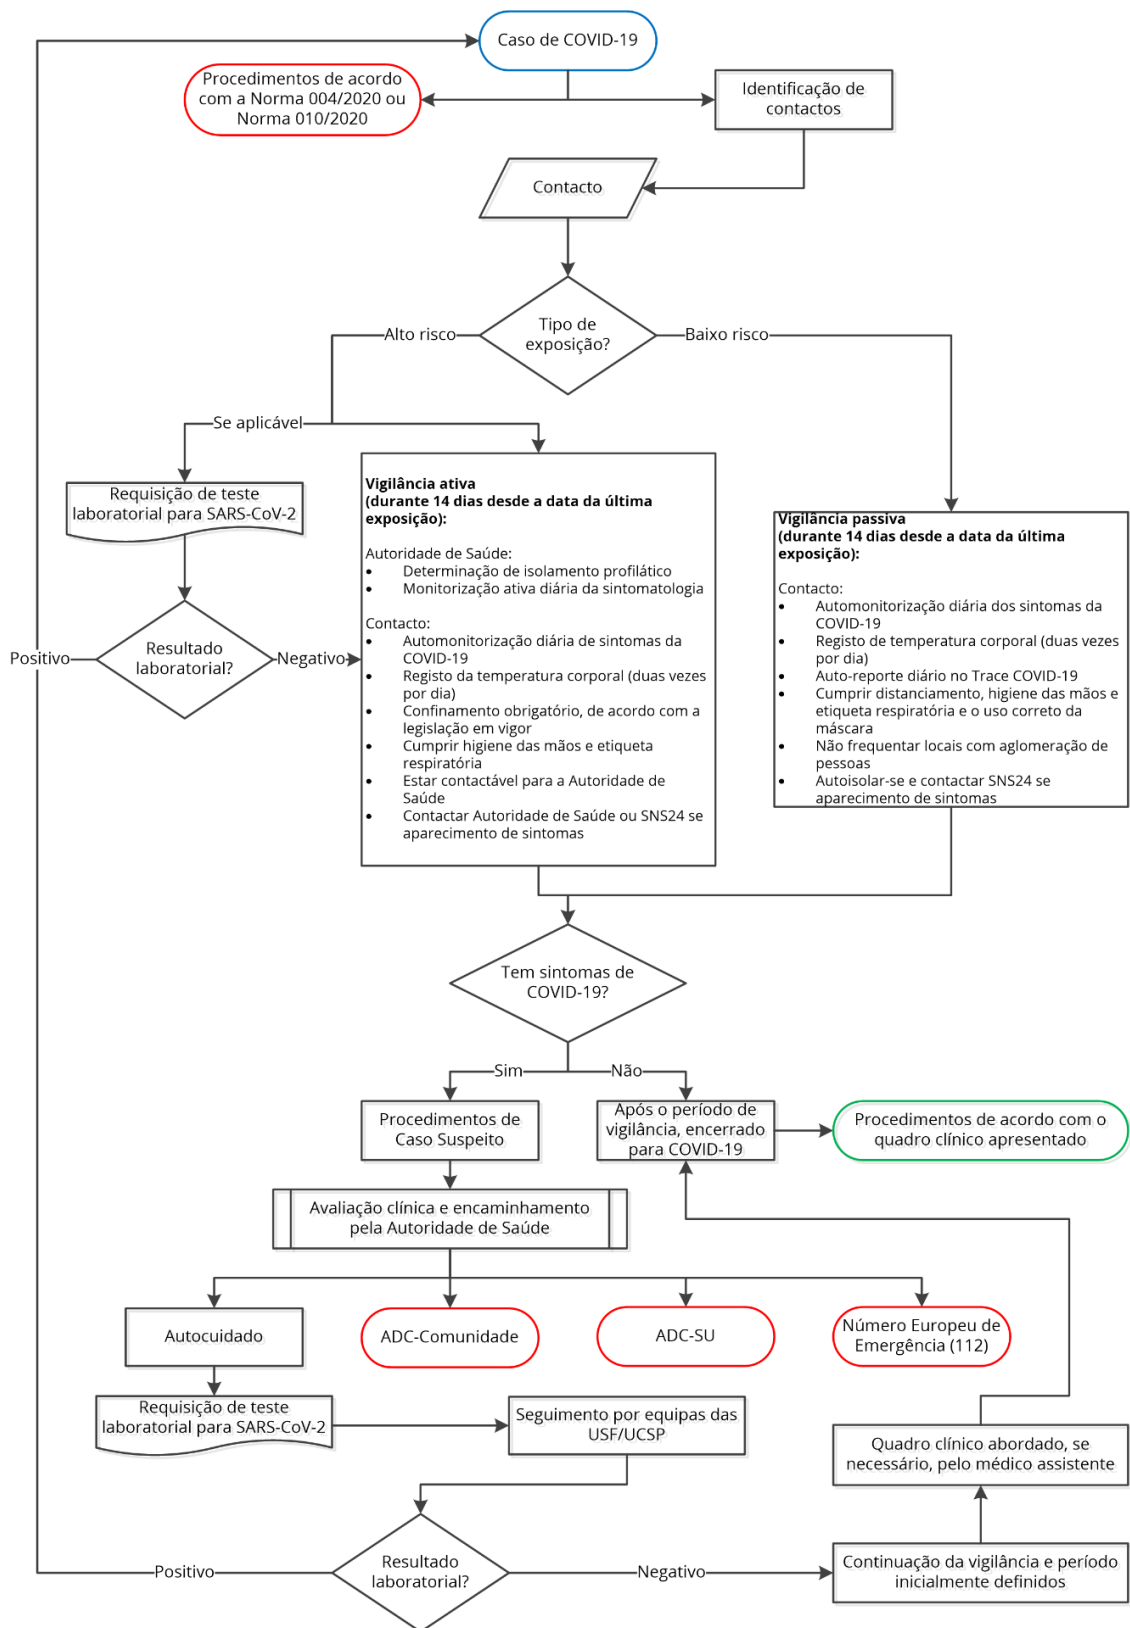 Caso de COVID-19
Procedimentos de acordo
com a Norma 004/2020 ou
Norma 010/2020
Identificação de
contactos
Contacto
Tipo de
exposição?
Alto risco
Baixo risco
Se aplicável
Requisição de teste
laboratorial para SARS-CoV-2
Resultado
laboratorial?
Positivo
Negativo
Vigilância ativa
(durante 14 dias desde a data da última
exposição):
Autoridade de Saúde:
• Determinação de isolamento profilático
• Monitorização ativa diária da sintomatologia
Contacto:
• Automonitorização diária de sintomas da
COVID-19
• Registo da temperatura corporal (duas vezes
por dia)
• Confinamento obrigatório, de acordo com a
legislação em vigor
• Cumprir higiene das mãos e etiqueta
respiratória
• Estar contactável para a Autoridade de
Saúde
• Contactar Autoridade de Saúde ou SNS24 se
aparecimento de sintomas
Vigilância passiva
(durante 14 dias desde a data da última
exposição):
Contacto:
• Automonitorização diária dos sintomas da
COVID-19
• Registo de temperatura corporal (duas vezes
por dia)
• Auto-reporte diário no Trace COVID-19
• Cumprir distanciamento, higiene das mãos e
etiqueta respiratória e o uso correto da
máscara
• Não frequentar locais com aglomeração de
pessoas
• Autoisolar-se e contactar SNS24 se
aparecimento de sintomas
Tem sintomas de
COVID-19?
Sim
Não
Procedimentos de
Caso Suspeito
Após o período de
vigilância, encerrado
para COVID-19
Procedimentos de acordo com o
quadro clínico apresentado
Avaliação clínica e encaminhamento
pela Autoridade de Saúde
Autocuidado
ADC-Comunidade
ADC-SU
Número Europeu de
Emergência (112)
Requisição de teste
laboratorial para SARS-CoV-2
Seguimento por equipas das
USF/UCSP
Quadro clínico abordado, se
necessário, pelo médico assistente
Resultado
laboratorial?
Positivo
Negativo
Continuação da vigilância e período
inicialmente definidos